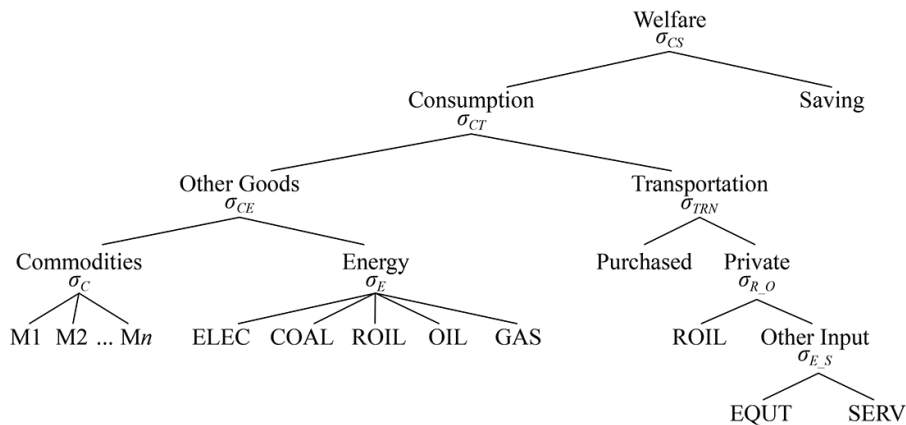 Welfare
σCS
Consumption Saving
σCT
Other Goods Transportation
σCE σTRN
Commodities Energy Purchased Private
σC σE σR_O
M1 M2 ... Mn ELEC COAL ROIL OIL GAS ROIL Other Input
σE_S
EQUT SERV